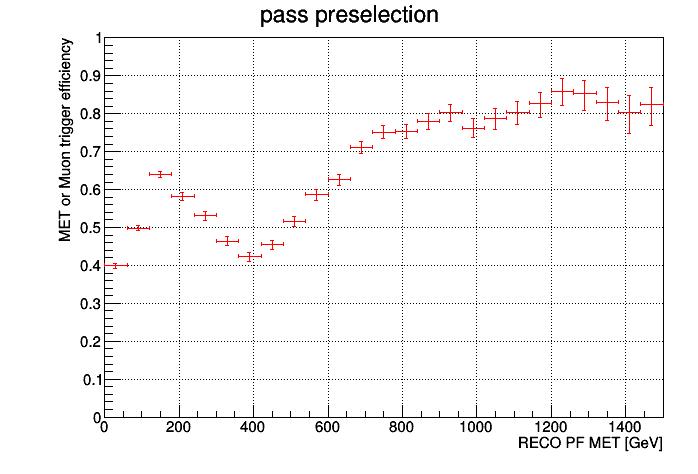 pass preselection
MET or Muon trigger efficiency
1
0.9
0.8
0.7
0.6
0.5
0.4
0.3
0.2
0.1
0
0 200 400 600 800 1000 1200 1400
RECO PF MET [GeV]